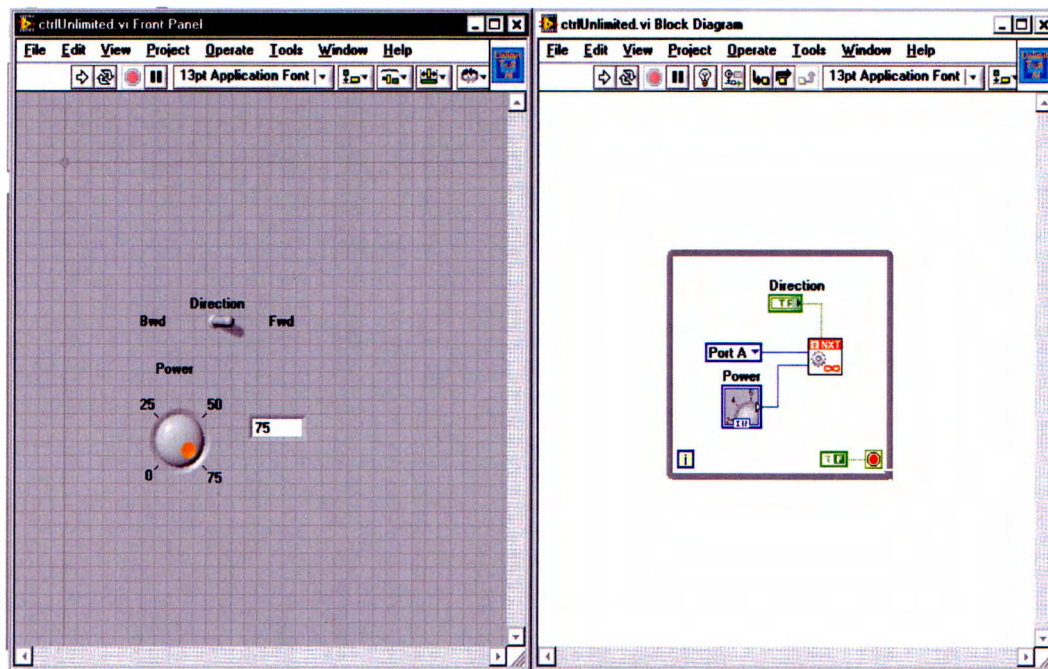 ctrlUnlimited.vi Front Panel
File Edit View Project Operate Tools Window Help
13pt Application Font
Direction
Bwd Fwd
Power
25 50
75
0 75
ctrlUnlimited.vi Block Diagram
File Edit View Project Operate Tools Window Help
13pt Application Font
Direction
TF
NXT
Port A
Power
i